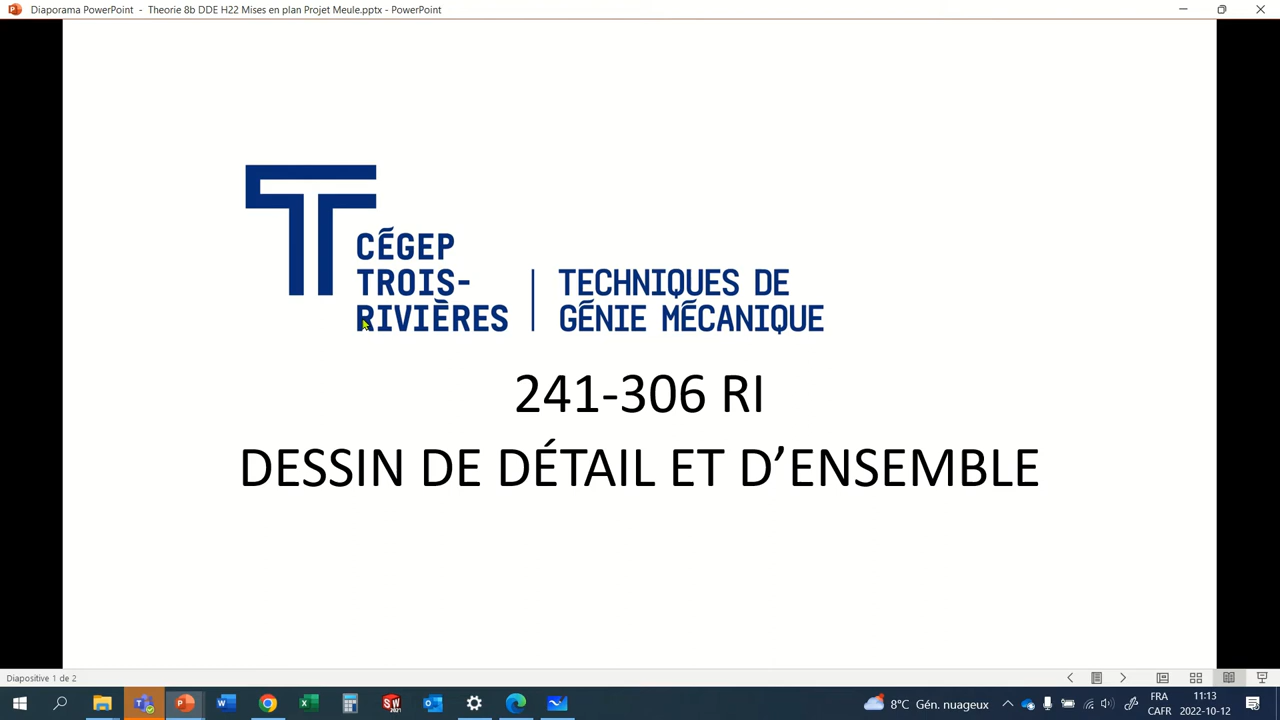 Diaporama PowerPoint - Theorie 8b DDE H22 Mises en plan Projet Meule.pptx - PowerPoint
CÉGEP
TROIS-
RIVIÈRES
TECHNIQUES DE
GÉNIE MÉCANIQUE
241-306 RI
DESSIN DE DÉTAIL ET D’ENSEMBLE
Diapositive 1 de 2
8°C Gén. nuageux
FRA
CAFR
11:13
2022-10-12